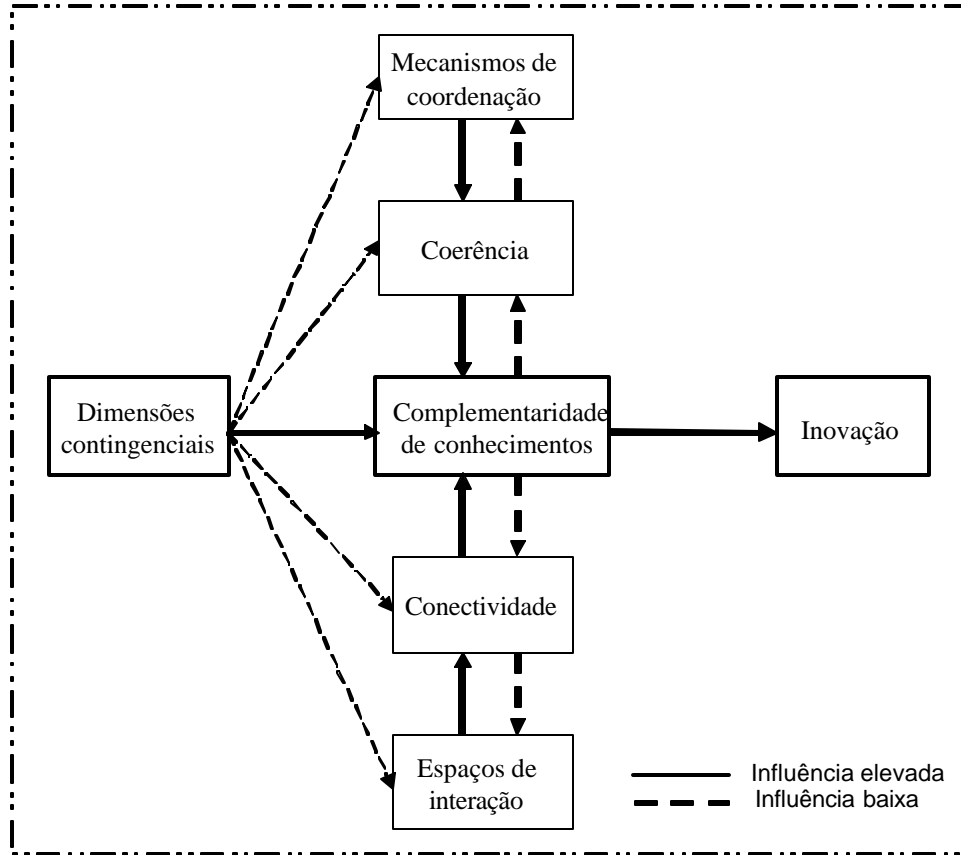 Mecanismos de
coordenação
Coerência
Dimensões
contingenciais
Complementaridade
de conhecimentos
Inovação
Conectividade
Espaços de
interação
Influência elevada
Influência baixa